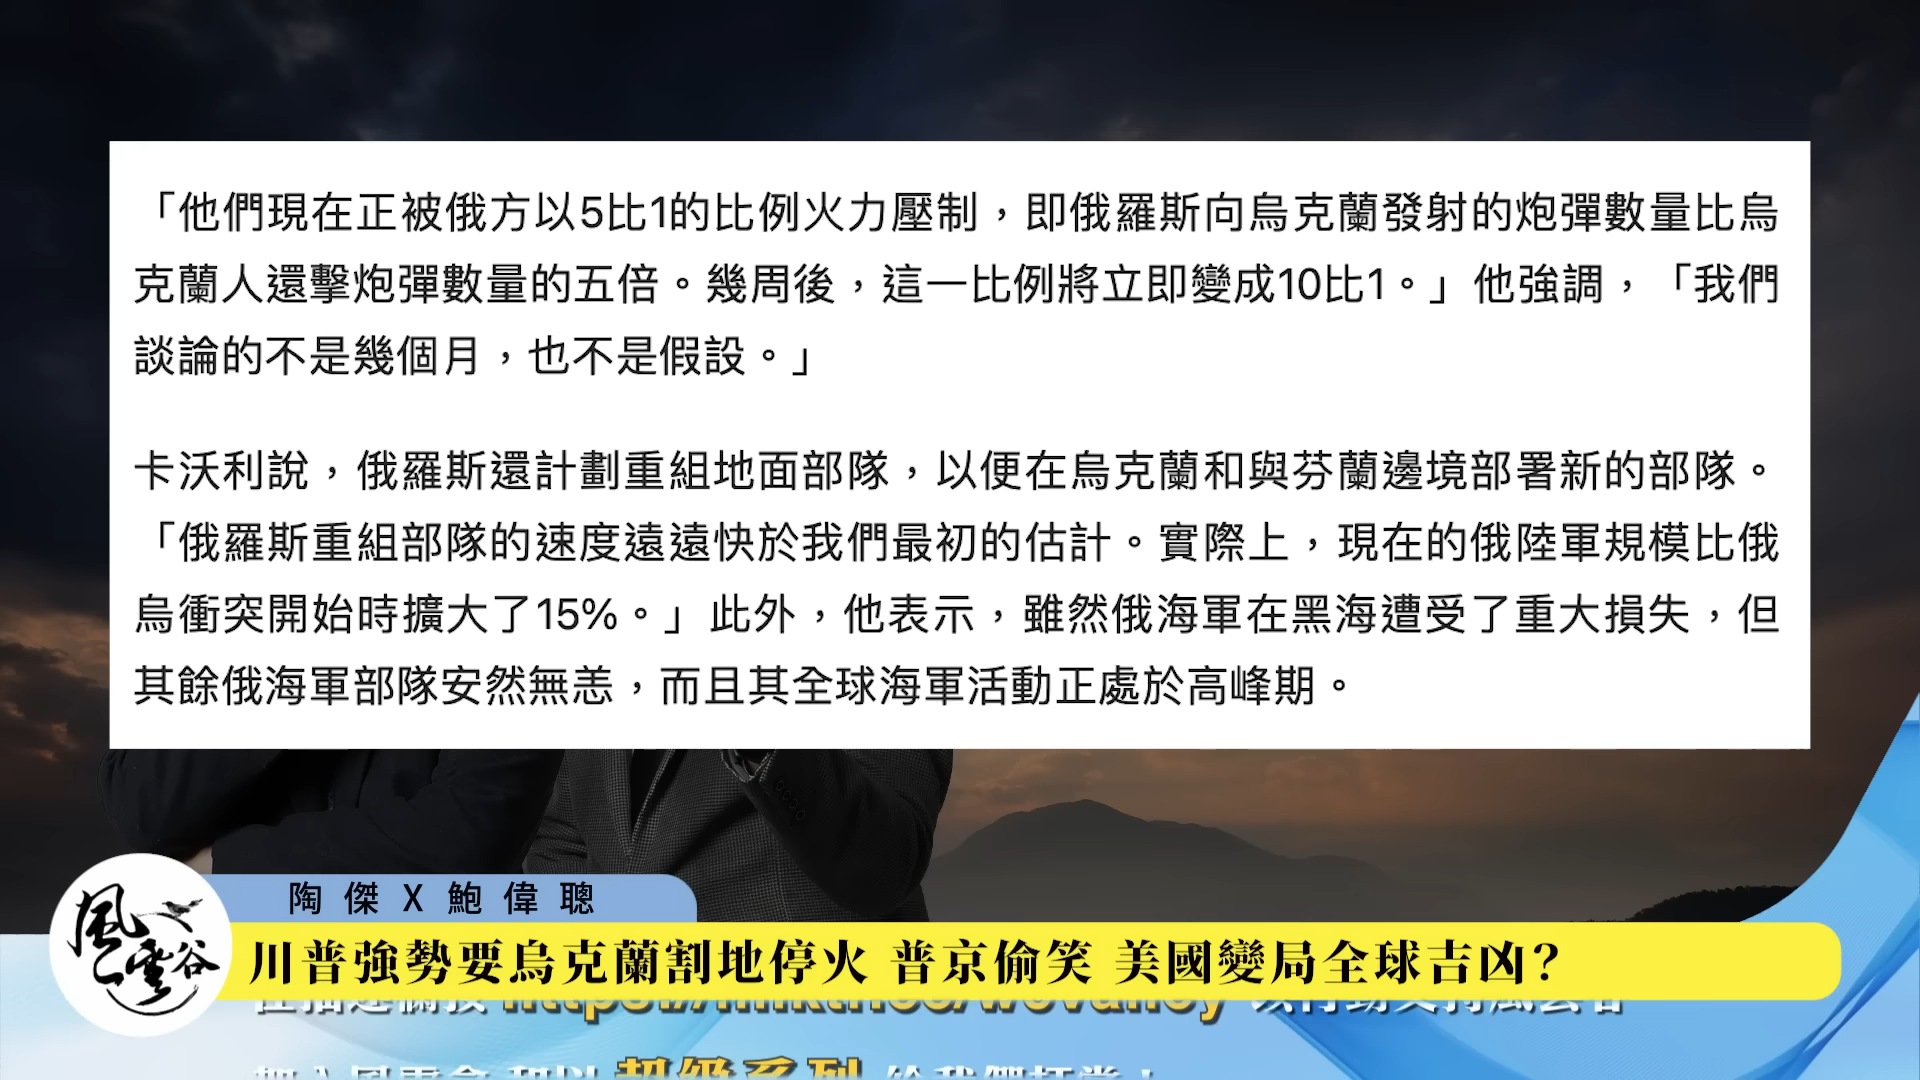 「他們現在正被俄方以5比1的比例火力壓制，即俄羅斯向烏克蘭發射的炮彈數量比烏
克蘭人還擊炮彈數量的五倍。幾周後，這一比例將立即變成10比1。」他強調，「我們
談論的不是幾個月，也不是假設。」
卡沃利說，俄羅斯還計劃重組地面部隊，以便在烏克蘭和與芬蘭邊境部署新的部隊。
「俄羅斯重組部隊的速度遠遠快於我們最初的估計。實際上，現在的俄陸軍規模比俄
烏衝突開始時擴大了15%。」此外，他表示，雖然俄海軍在黑海遭受了重大損失，但
其餘俄海軍部隊安然無恙，而且其全球海軍活動正處於高峰期。
風雲谷
陶傑X鮑偉聰
川普強勢要烏克蘭割地停火 普京偷笑 美國變局全球吉凶?